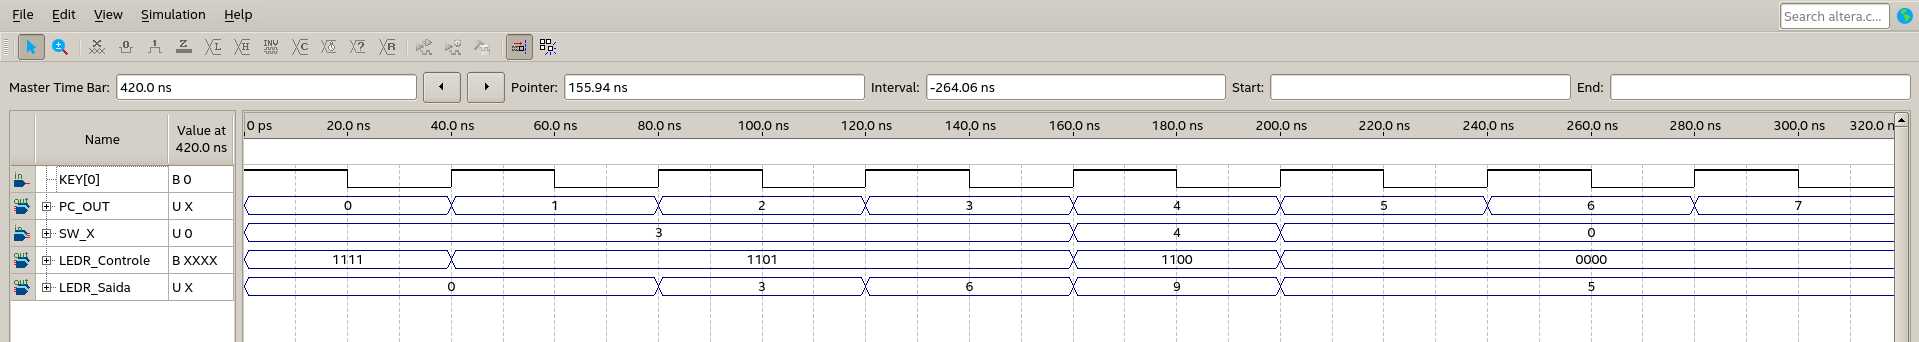 File Edit View Simulation Help Search altera.c...
Master Time Bar: 420.0 ns Pointer: 155.94 ns Interval: -264.06 ns Start: End:
Name Value at 420.0 ns 0 ps 20.0 ns 40.0 ns 60.0 ns 80.0 ns 100.0 ns 120.0 ns 140.0 ns 160.0 ns 180.0 ns 200.0 ns 220.0 ns 240.0 ns 260.0 ns 280.0 ns 300.0 ns 320.0 n
in KEY[0] B 0
out PC_OUT U X 0 1 2 3 4 5 6 7
in SW_X U 0 3 4 0
out LEDR_Controle B XXXX 1111 1101 1100 0000
out LEDR_Saida U X 0 3 6 9 5